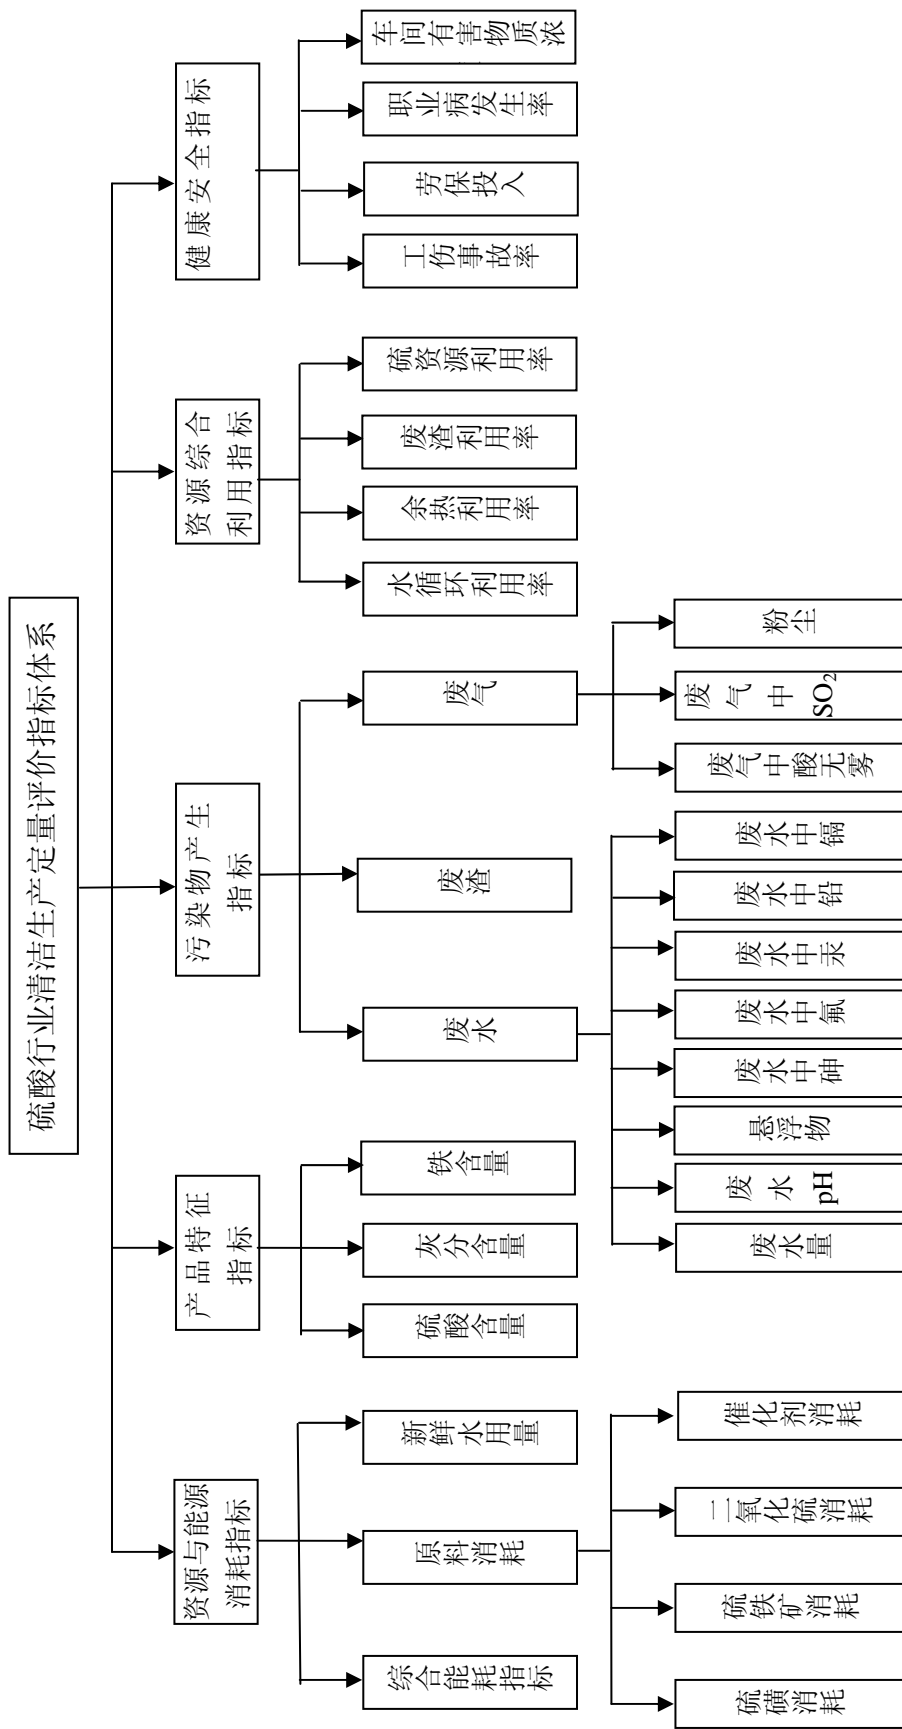 硫酸行业清洁生产定量评价指标体系
资源与能源
消耗指标
产品特征
指标
污染物产生
指标
资源综合
利用指标
健康安全指标
综合能耗指标
原料消耗
新鲜水用量
硫酸含量
灰分含量
铁含量
废水
废渣
废气
水循环利用率
余热利用率
废渣利用率
硫资源利用率
工伤事故率
劳保投入
职业病发生率
车间有害物质浓
硫磺消耗
硫铁矿消耗
二氧化硫消耗
催化剂消耗
废水量
废水
pH
悬浮物
废水中砷
废水中氟
废水中汞
废水中铅
废水中镉
废气中酸无雾
废气中
SO₂
粉尘